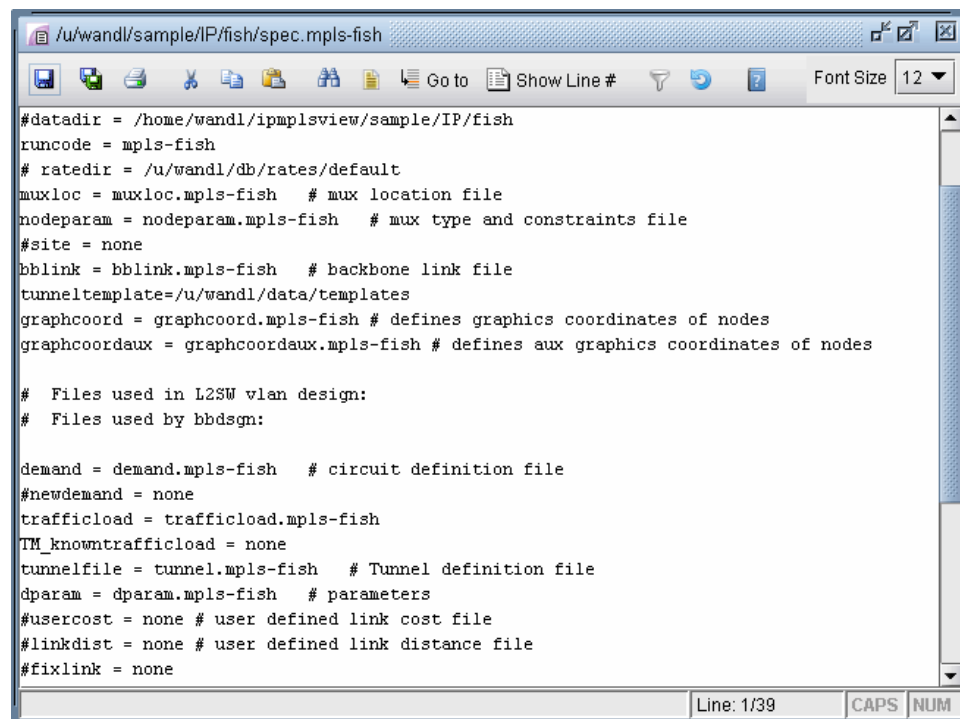 /u/wandl/sample/IP/fish/spec.mpls-fish
Go to Show Line # Font Size 12
#datadir = /home/wandl/ipmplsview/sample/IP/fish
runcode = mpls-fish
# ratedir = /u/wandl/db/rates/default
muxloc = muxloc.mpls-fish   # mux location file
nodeparam = nodeparam.mpls-fish   # mux type and constraints file
#site = none
bblink = bblink.mpls-fish   # backbone link file
tunneltemplate=/u/wandl/data/templates
graphcoord = graphcoord.mpls-fish # defines graphics coordinates of nodes
graphcoordaux = graphcoordaux.mpls-fish # defines aux graphics coordinates of nodes
#  Files used in L2SW vlan design:
#  Files used by bbdsgn:
demand = demand.mpls-fish   # circuit definition file
#newdemand = none
trafficload = trafficload.mpls-fish
TM_knowntrafficload = none
tunnelfile = tunnel.mpls-fish   # Tunnel definition file
dparam = dparam.mpls-fish   # parameters
#usercost = none # user defined link cost file
#linkdist = none # user defined link distance file
#fixlink = none
Line: 1/39 CAPS NUM